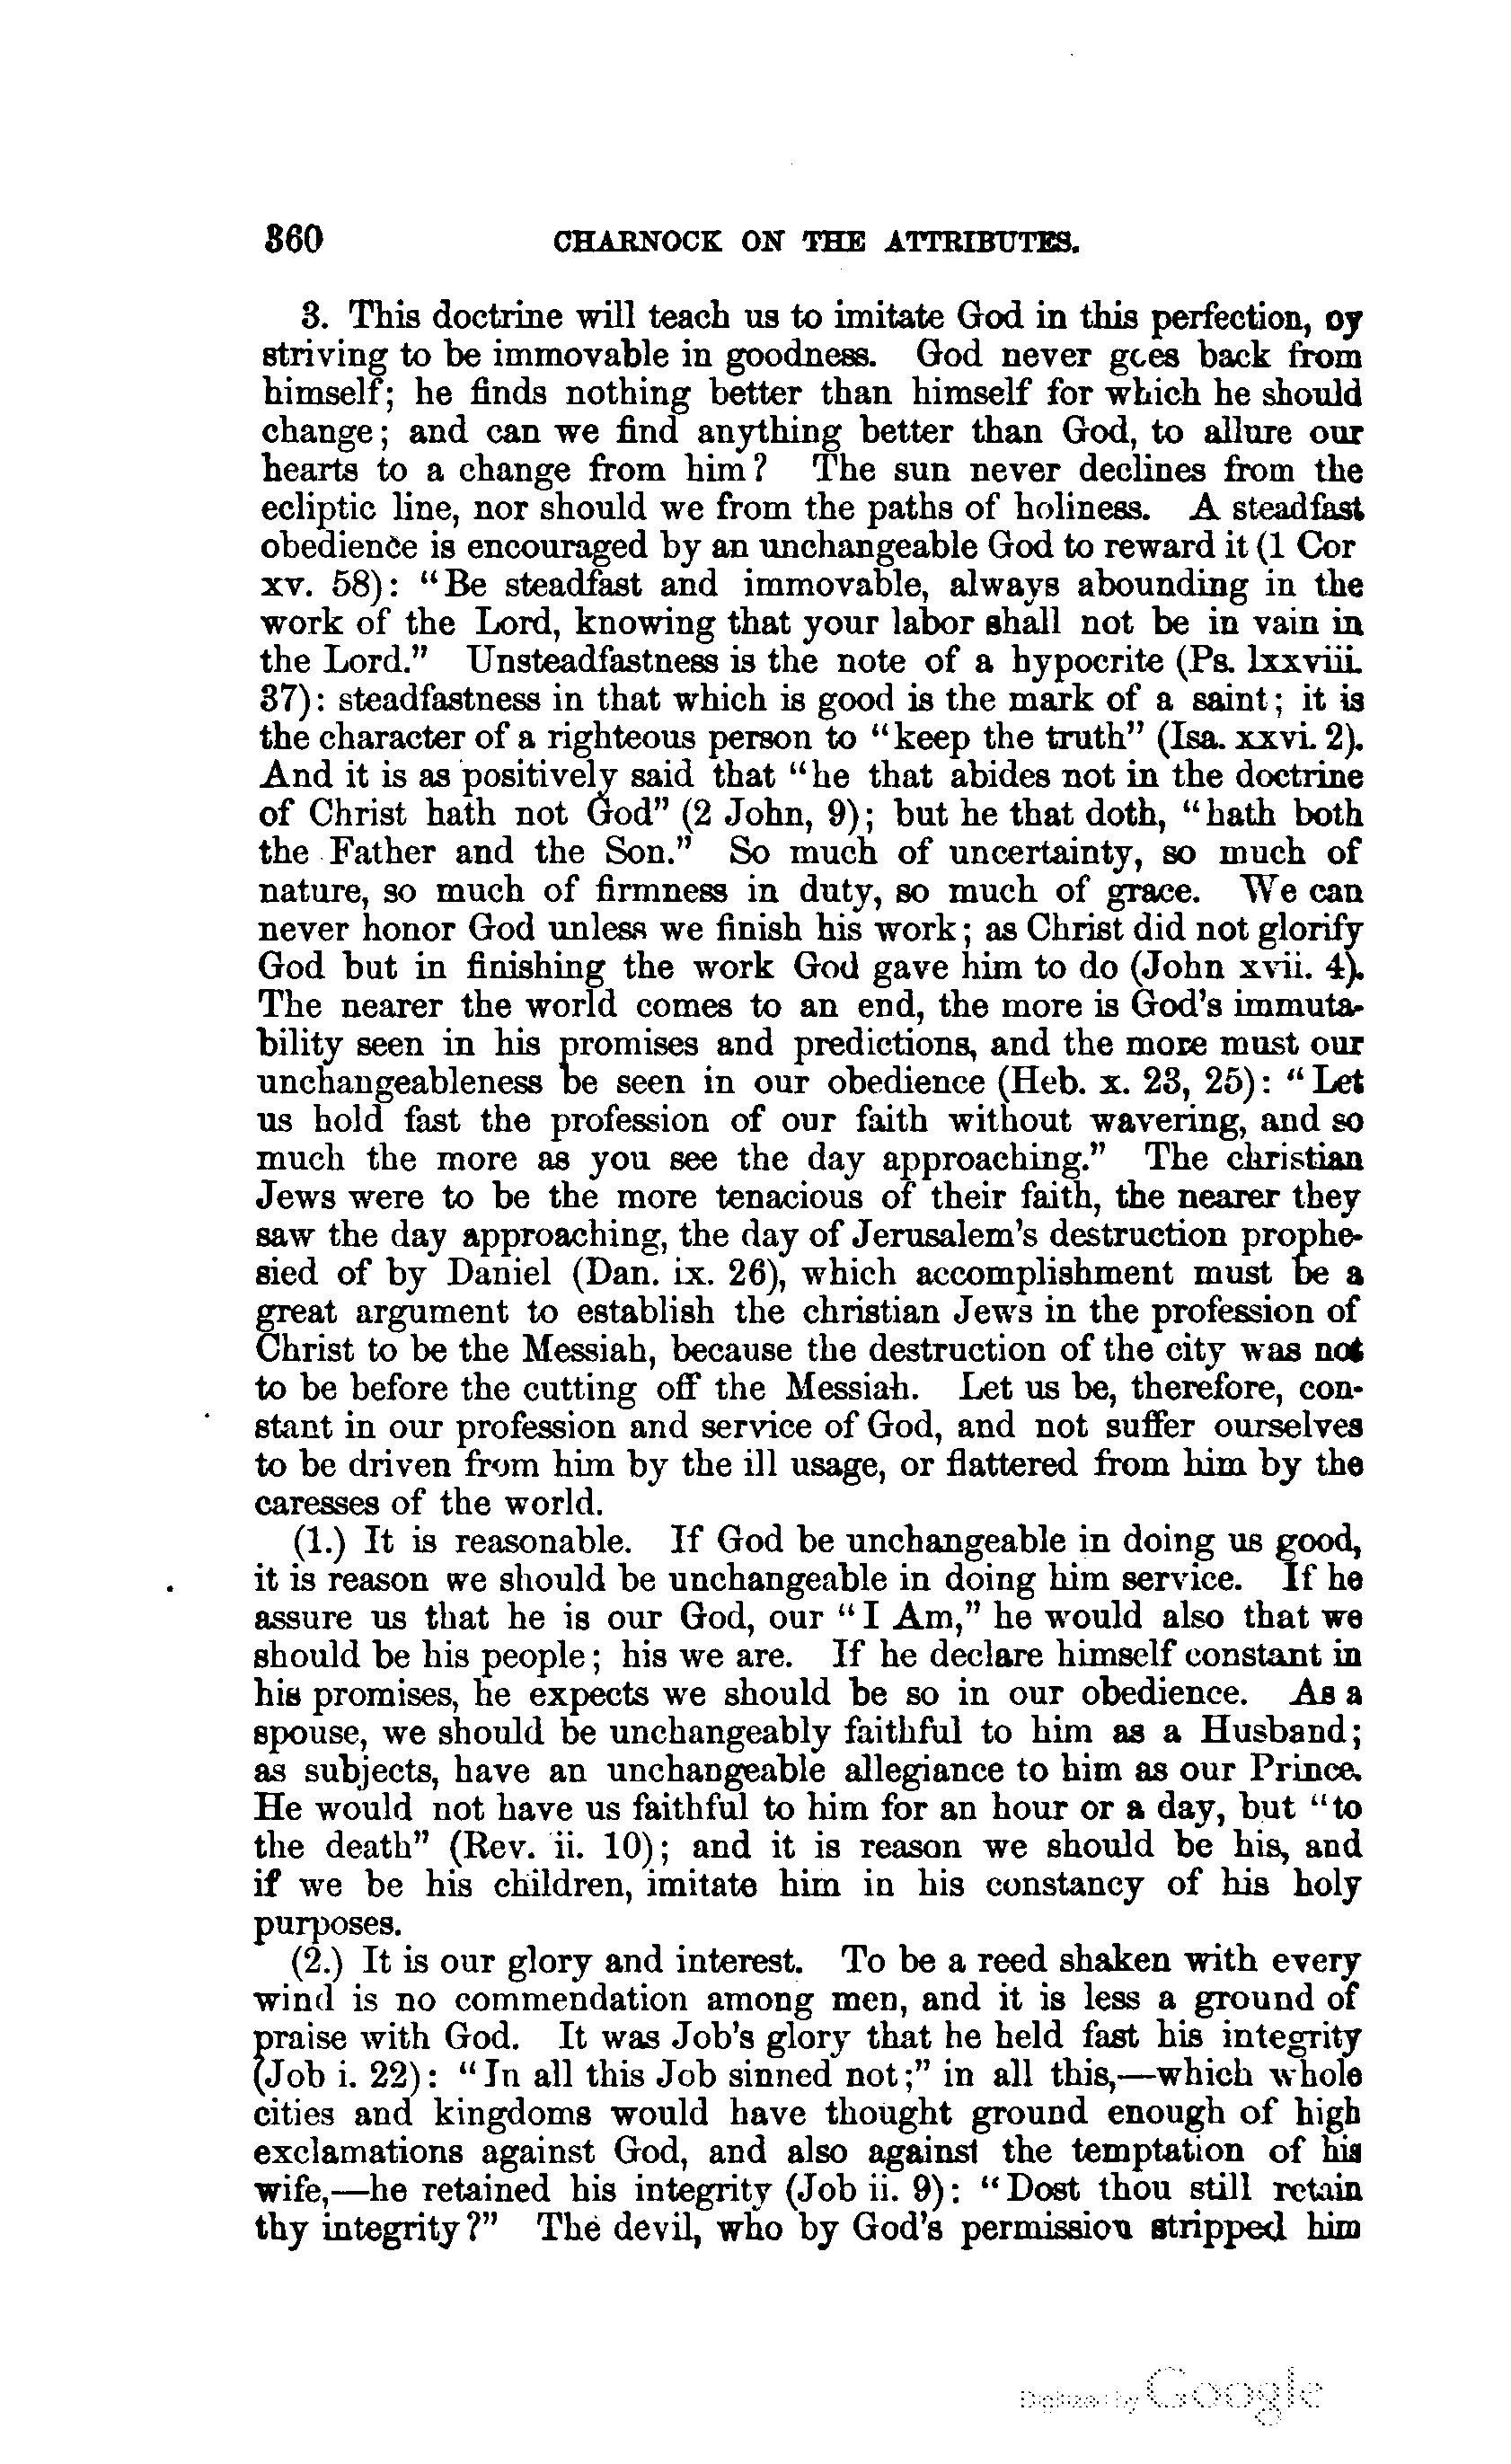 360 CHARNOCK ON THE ATTRIBUTES.
3. This doctrine will teach us to imitate God in this perfection, oy
striving to be immovable in goodness. God never goes back from
himself; he finds nothing better than himself for which he should
change; and can we find anything better than God, to allure our
hearts to a change from him? The sun never declines from the
ecliptic line, nor should we from the paths of holiness. A steadfast
obedience is encouraged by an unchangeable God to reward it (1 Cor
xv. 58): "Be steadfast and immovable, always abounding in the
work of the Lord, knowing that your labor shall not be in vain in
the Lord." Unsteadfastness is the note of a hypocrite (Ps. lxxviii.
37): steadfastness in that which is good is the mark of a saint; it is
the character of a righteous person to "keep the truth" (Isa. xxvi. 2).
And it is as positively said that "he that abides not in the doctrine
of Christ hath not God" (2 John, 9); but he that doth, "hath both
the Father and the Son." So much of uncertainty, so much of
nature, so much of firmness in duty, so much of grace. We can
never honor God unless we finish his work; as Christ did not glorify
God but in finishing the work God gave him to do (John xvii. 4).
The nearer the world comes to an end, the more is God's immuta-
bility seen in his promises and predictions, and the more must our
unchangeableness be seen in our obedience (Heb. x. 23, 25): "Let
us hold fast the profession of our faith without wavering, and so
much the more as you see the day approaching." The christian
Jews were to be the more tenacious of their faith, the nearer they
saw the day approaching, the day of Jerusalem's destruction prophe-
sied of by Daniel (Dan. ix. 26), which accomplishment must be a
great argument to establish the christian Jews in the profession of
Christ to be the Messiah, because the destruction of the city was not
to be before the cutting off the Messiah. Let us be, therefore, con-
stant in our profession and service of God, and not suffer ourselves
to be driven from him by the ill usage, or flattered from him by the
caresses of the world.
(1.) It is reasonable. If God be unchangeable in doing us good,
it is reason we should be unchangeable in doing him service. If he
assure us that he is our God, our "I Am," he would also that we
should be his people; his we are. If he declare himself constant in
his promises, he expects we should be so in our obedience. As a
spouse, we should be unchangeably faithful to him as a Husband;
as subjects, have an unchangeable allegiance to him as our Prince.
He would not have us faithful to him for an hour or a day, but "to
the death" (Rev. ii. 10); and it is reason we should be his, and
if we be his children, imitate him in his constancy of his holy
purposes.
(2.) It is our glory and interest. To be a reed shaken with every
wind is no commendation among men, and it is less a ground of
praise with God. It was Job's glory that he held fast his integrity
(Job i. 22): "In all this Job sinned not;" in all this,—which whole
cities and kingdoms would have thought ground enough of high
exclamations against God, and also against the temptation of his
wife,—he retained his integrity (Job ii. 9): "Dost thou still retain
thy integrity?" The devil, who by God's permission stripped him
Digitized by Google